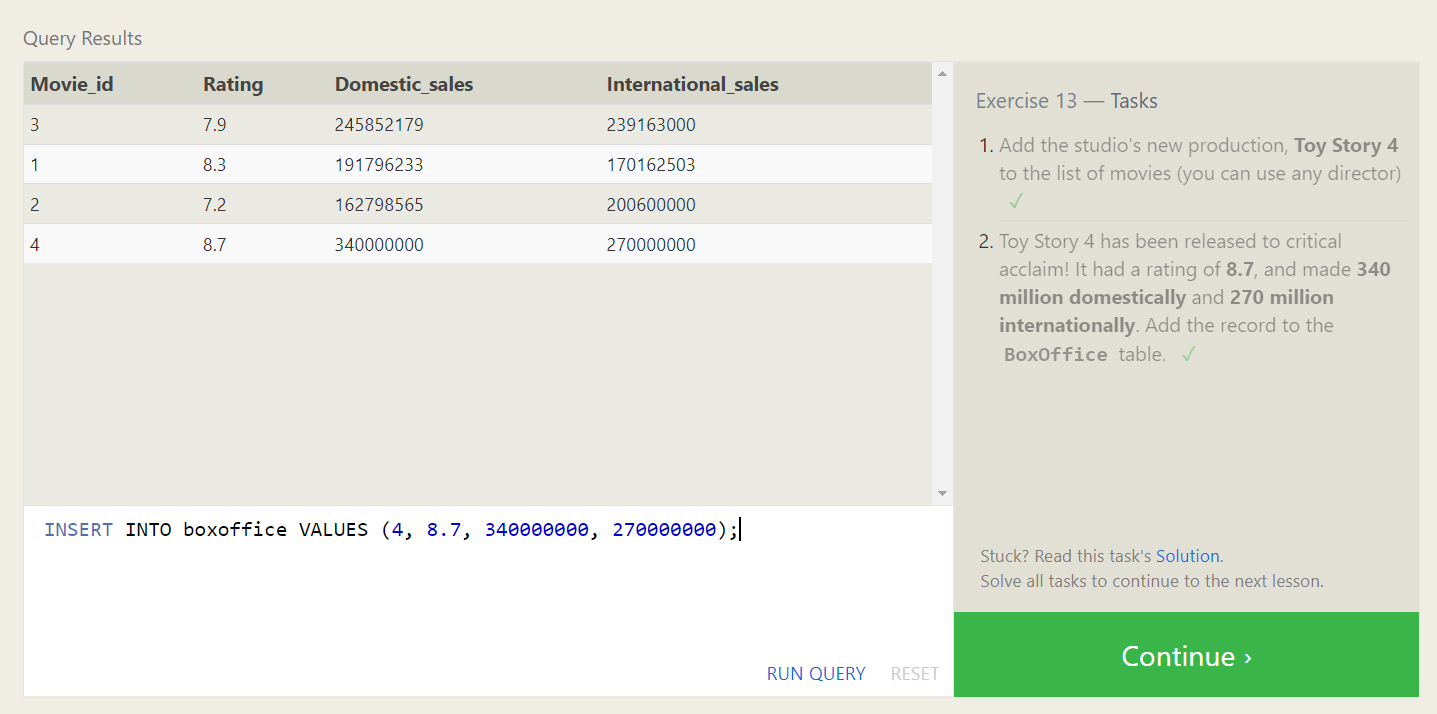 Query Results
Movie_id Rating Domestic_sales International_sales
3 7.9 245852179 239163000
1 8.3 191796233 170162503
2 7.2 162798565 200600000
4 8.7 340000000 270000000
INSERT INTO boxoffice VALUES (4, 8.7, 340000000, 270000000);
RUN QUERY RESET
Exercise 13 — Tasks
1. Add the studio's new production, Toy Story 4
to the list of movies (you can use any director)
✓
2. Toy Story 4 has been released to critical
acclaim! It had a rating of 8.7, and made 340
million domestically and 270 million
internationally. Add the record to the
BoxOffice table. ✓
Stuck? Read this task's Solution.
Solve all tasks to continue to the next lesson.
Continue ›